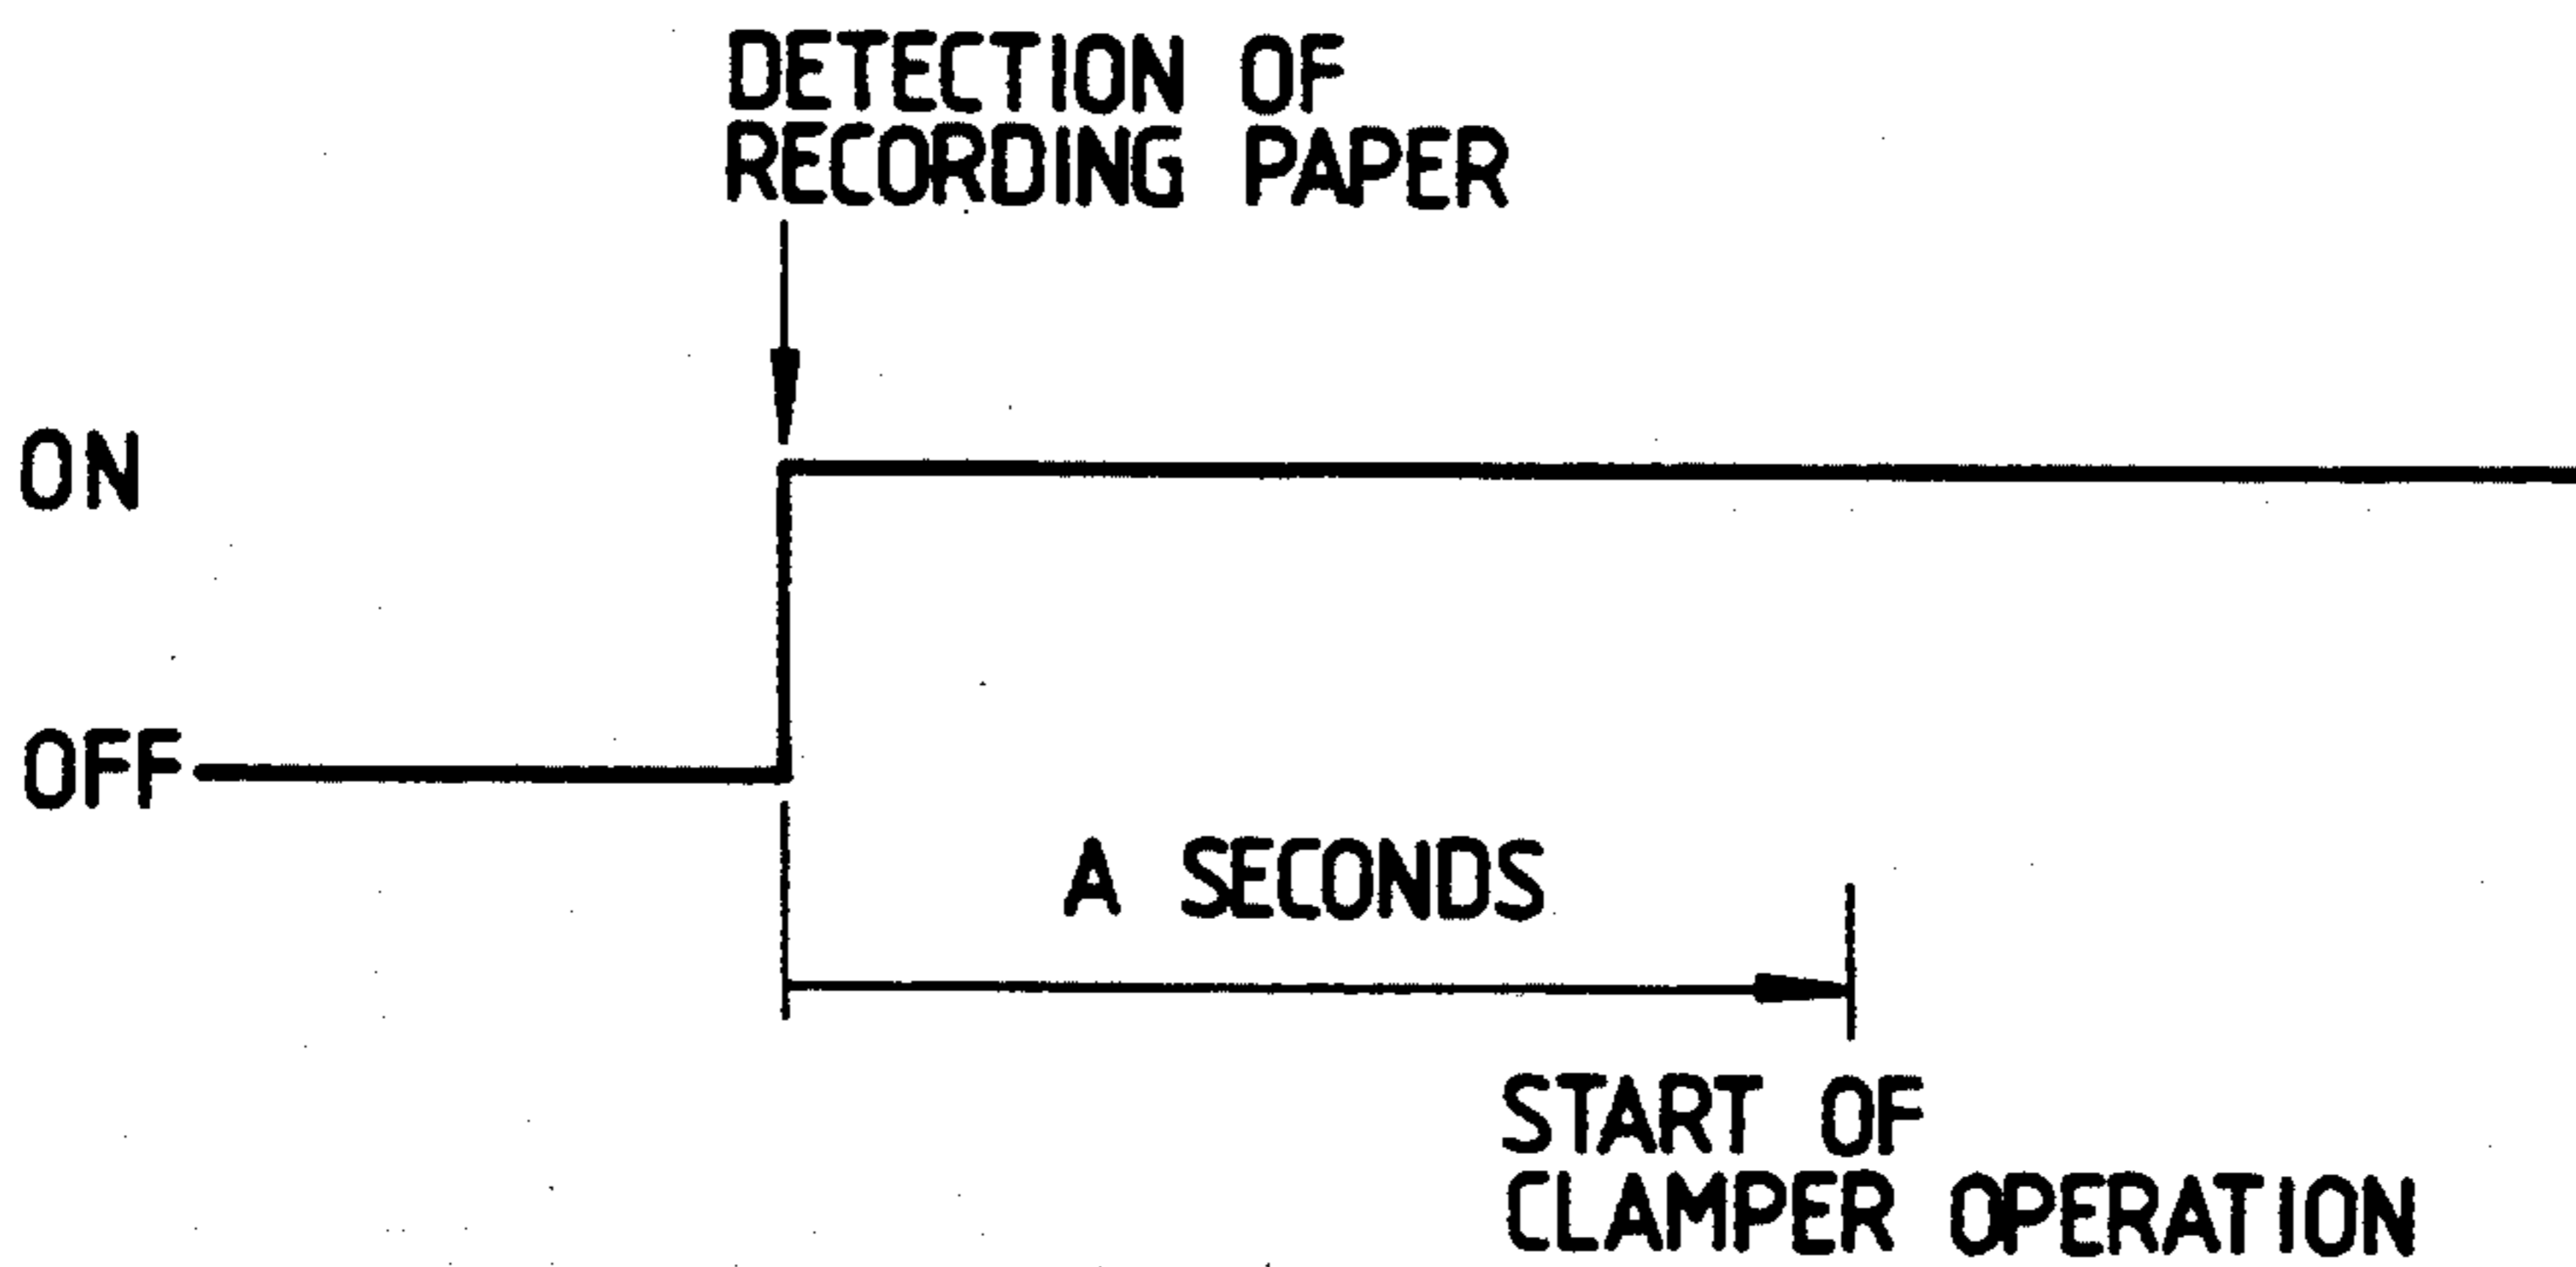 DETECTION OF
RECORDING PAPER
ON
OFF
A SECONDS
START OF
CLAMPER OPERATION